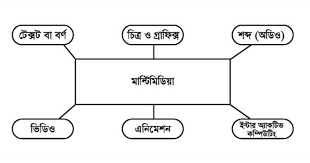 টেক্সট বা বর্ণ
চিত্র ও গ্রাফিক্স
শব্দ (অডিও)
মাল্টিমিডিয়া
ভিডিও
এনিমেশন
ইন্টার অ্যাকটিভ
কম্পিউটিং